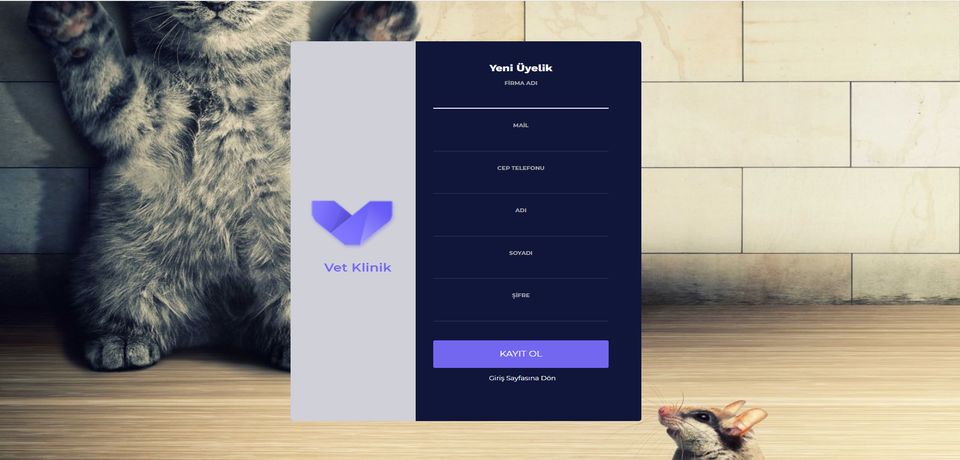 Yeni Üyelik
FİRMA ADI
MAİL
CEP TELEFONU
ADI
SOYADI
ŞİFRE
KAYIT OL
Giriş Sayfasına Dön
Vet Klinik